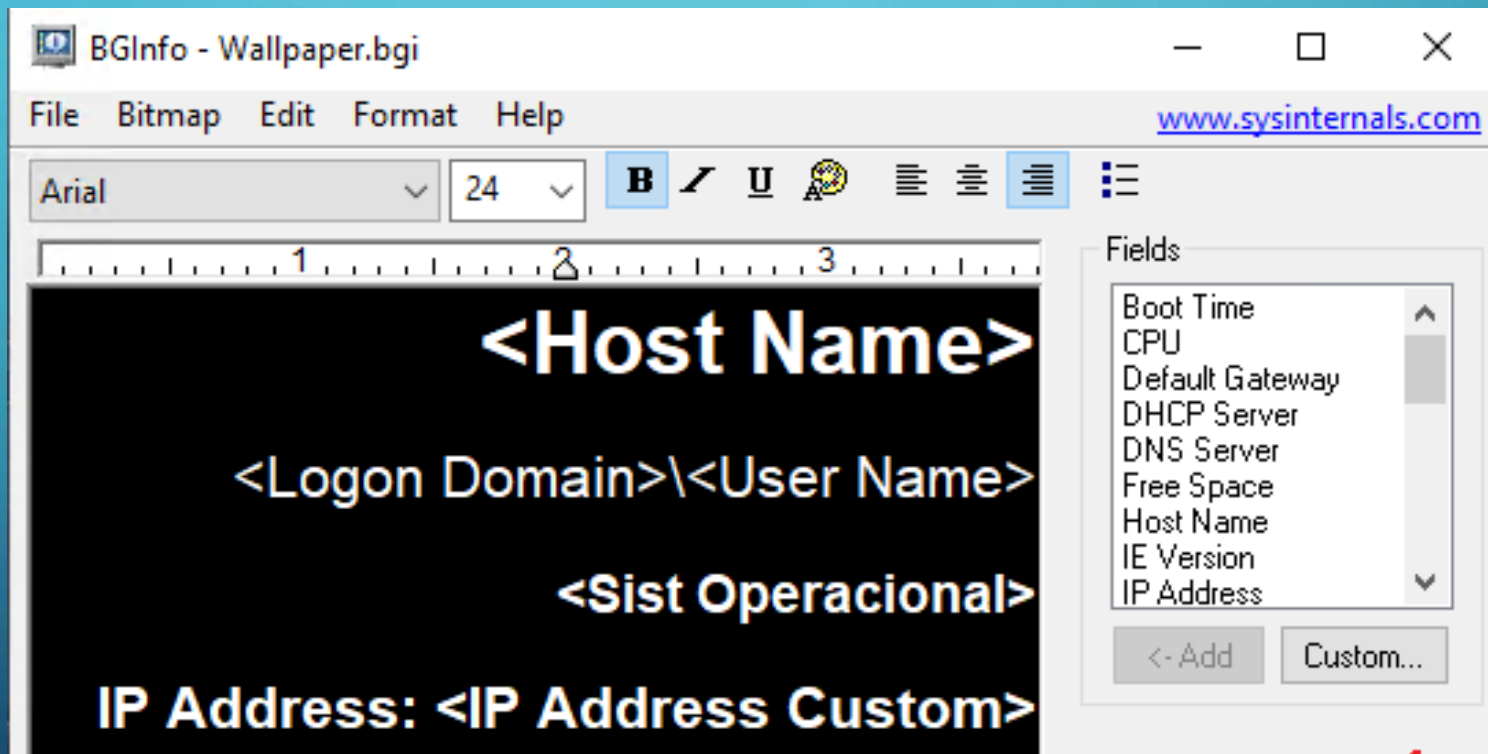 BGInfo - Wallpaper.bgi
File Bitmap Edit Format Help www.sysinternals.com
Arial 24 B I U
1 2 3
Fields
<Host Name>
<Logon Domain>\<User Name>
<Sist Operacional>
IP Address: <IP Address Custom>
Boot Time
CPU
Default Gateway
DHCP Server
DNS Server
Free Space
Host Name
IE Version
IP Address
<- Add Custom...